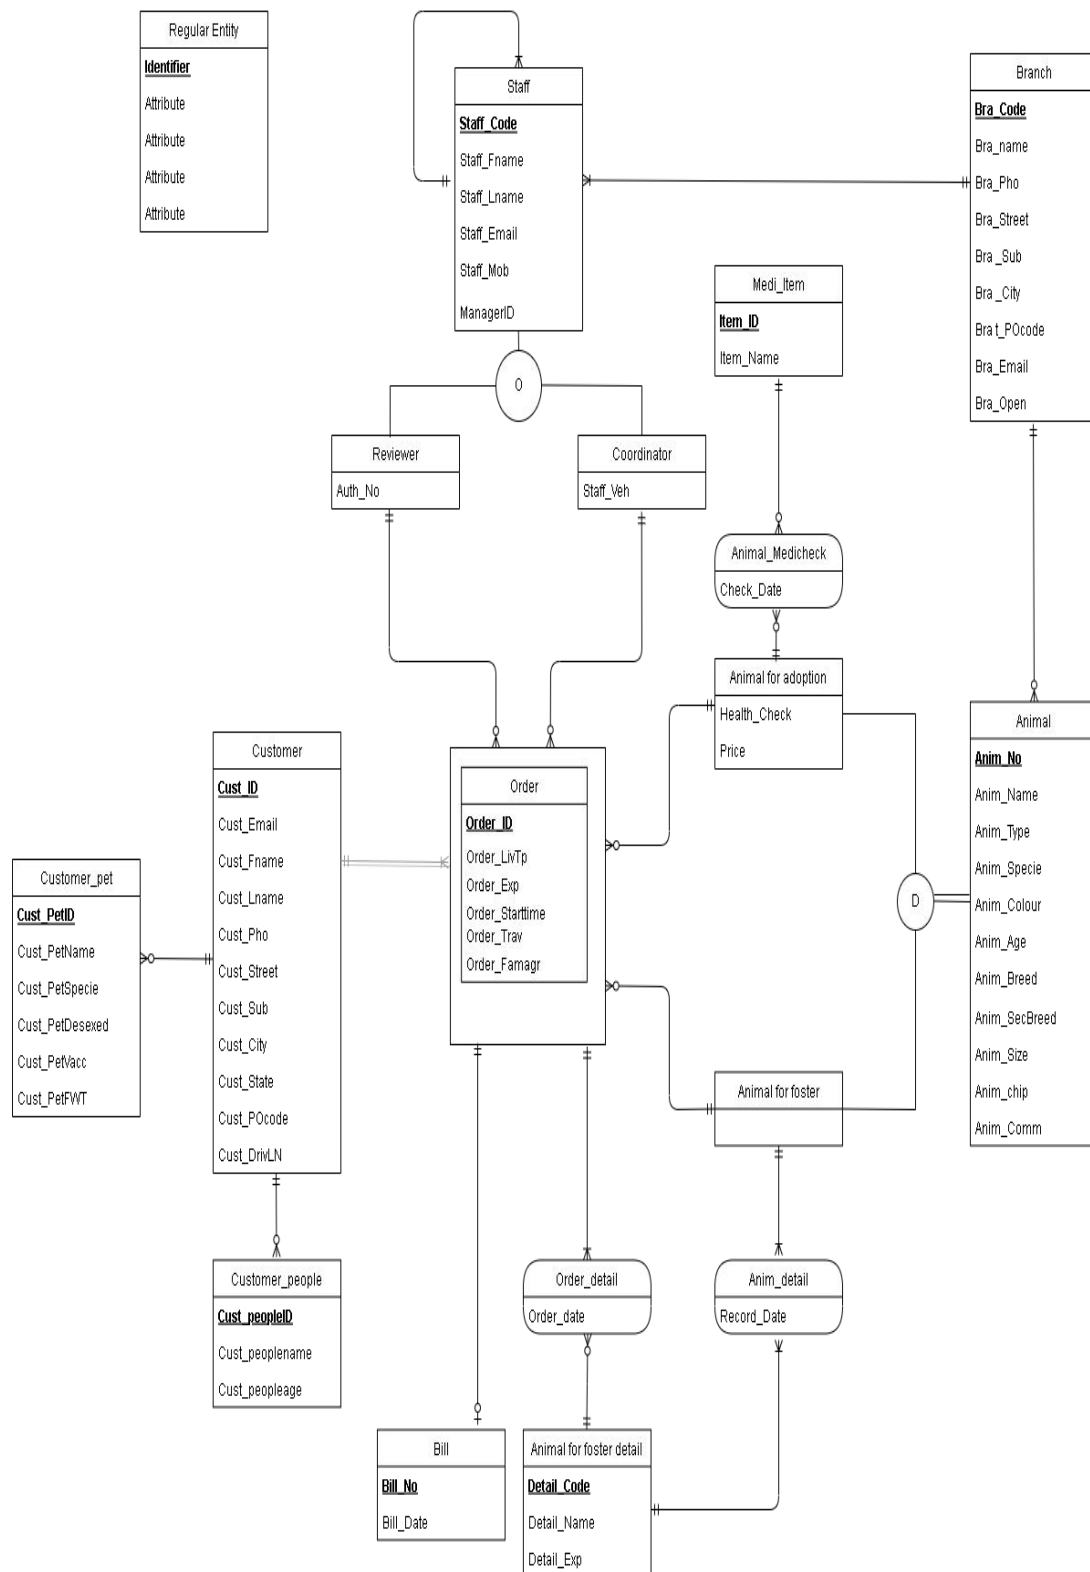 Regular Entity
Identifier
Attribute
Attribute
Attribute
Attribute
Staff
Staff_Code
Staff_Fname
Staff_Lname
Staff_Email
Staff_Mob
ManagerID
Branch
Bra_Code
Bra_name
Bra_Pho
Bra_Street
Bra _Sub
Bra _City
Bra t_POcode
Bra_Email
Bra_Open
Medi_Item
Item_ID
Item_Name
O
Reviewer
Auth_No
Coordinator
Staff_Veh
Animal_Medicheck
Check_Date
Animal for adoption
Health_Check
Price
Animal
Anim_No
Anim_Name
Anim_Type
Anim_Specie
Anim_Colour
Anim_Age
Anim_Breed
Anim_SecBreed
Anim_Size
Anim_chip
Anim_Comm
D
Customer
Cust_ID
Cust_Email
Cust_Fname
Cust_Lname
Cust_Pho
Cust_Street
Cust_Sub
Cust_City
Cust_State
Cust_POcode
Cust_DrivLN
Order
Order_ID
Order_LivTp
Order_Exp
Order_Starttime
Order_Trav
Order_Famagr
Customer_pet
Cust_PetID
Cust_PetName
Cust_PetSpecie
Cust_PetDesexed
Cust_PetVacc
Cust_PetFWT
Animal for foster
Customer_people
Cust_peopleID
Cust_peoplename
Cust_peopleage
Order_detail
Order_date
Anim_detail
Record_Date
Bill
Bill_No
Bill_Date
Animal for foster detail
Detail_Code
Detail_Name
Detail_Exp